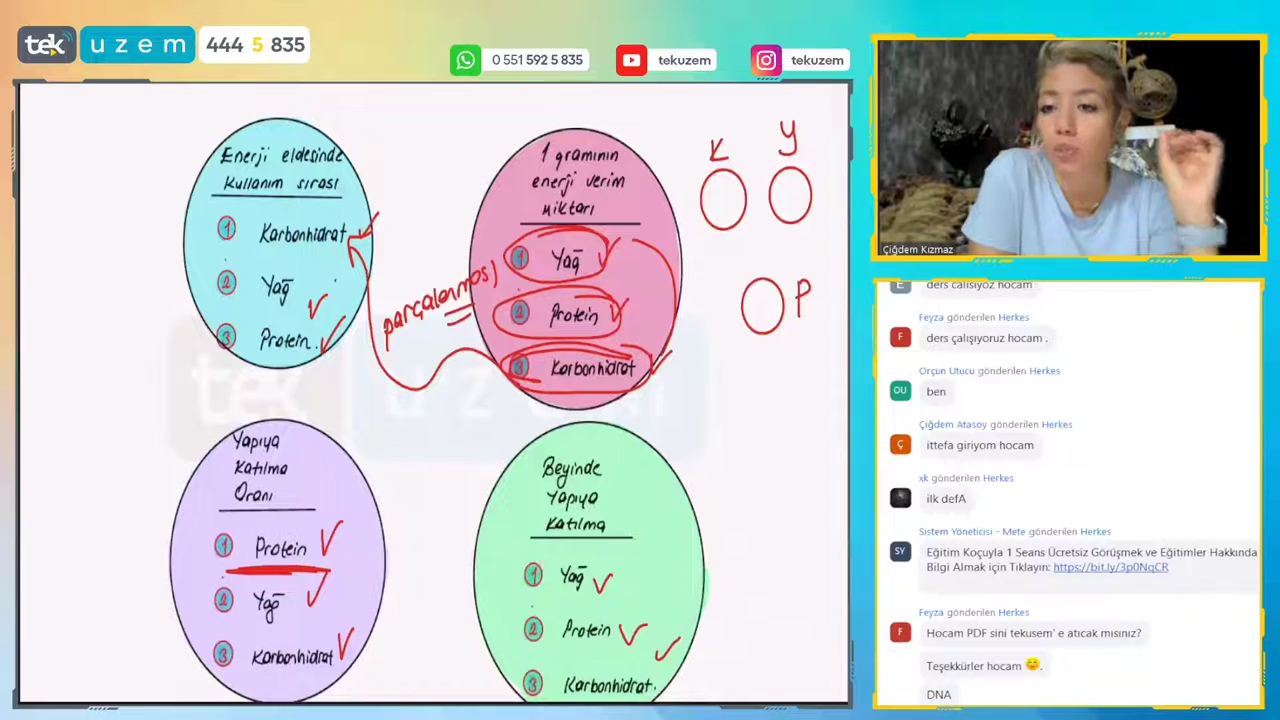 tek uzem 444 5 835
0 551 592 5 835
tekuzem
tekuzem
Enerji eldesinde
Kullanım sırası
1 Karbonhidrat
2 Yağ
3 Protein.
1 gramının
enerji verim
miktarı
1 Yağ
2 Protein
3 Karbonhidrat
parçalanması
K
Y
P
Yapıya
Katılma
Oranı
1 Protein
2 Yağ
3 Karbonhidrat
Beyinde
Yapıya
Katılma
1 Yağ
2 Protein
3 Karbonhidrat.
tek uzem
Çiğdem Kızmaz
E
ders calisiyoz hocam
Feyza gönderilen Herkes
F
ders çalışıyoruz hocam .
Orçun Utucu gönderilen Herkes
OU
ben
Çiğdem Atasoy gönderilen Herkes
Ç
ittefa giriyom hocam
xk gönderilen Herkes
ilk defA
Sistem Yöneticisi - Mete gönderilen Herkes
SY
Eğitim Koçuyla 1 Seans Ücretsiz Görüşmek ve Eğitimler Hakkında
Bilgi Almak için Tıklayın: https://bit.ly/3p0NqCR
Feyza gönderilen Herkes
F
Hocam PDF sini tekusem' e atıcak mısınız?
Teşekkürler hocam 😊.
DNA